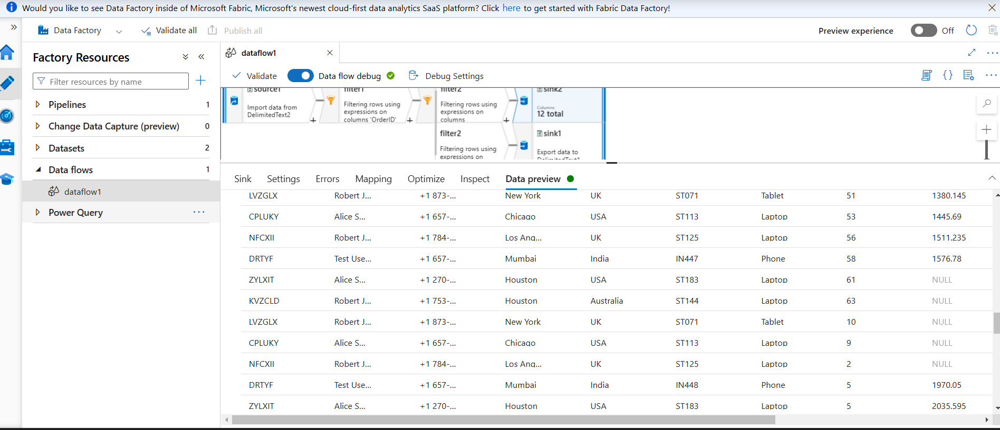 Would you like to see Data Factory inside of Microsoft Fabric, Microsoft's newest cloud-first data analytics SaaS platform? Click here to get started with Fabric Data Factory!
Data Factory
Validate all
Publish all
Preview experience
Off
Factory Resources
Filter resources by name
Pipelines 1
Change Data Capture (preview) 0
Datasets 2
Data flows 1
dataflow1
Power Query
dataflow1
Validate
Data flow debug
Debug Settings
source1
Import data from
DelimitedText2
filter1
Filtering rows using
expressions on
columns 'OrderID'
filter2
Filtering rows using
expressions on
columns
sink2
Columns:
12 total
filter2
Filtering rows using
expressions on
sink1
Export data to
DelimitedText1
Sink Settings Errors Mapping Optimize Inspect Data preview
LVZGLX Robert J... +1 873-... New York UK ST071 Tablet 51 1380.145
CPLUKY Alice S... +1 657-... Chicago USA ST113 Laptop 53 1445.69
NFCXII Robert J... +1 784-... Los Ang... UK ST125 Laptop 56 1511.235
DRTYF Test Use... +1 657-... Mumbai India IN447 Phone 58 1576.78
ZYLXIT Alice S... +1 270-... Houston USA ST183 Laptop 61 NULL
KVZCLD Robert J... +1 753-... Houston Australia ST144 Laptop 63 NULL
LVZGLX Robert J... +1 873-... New York UK ST071 Tablet 10 NULL
CPLUKY Alice S... +1 657-... Chicago USA ST113 Laptop 9 NULL
NFCXII Robert J... +1 784-... Los Ang... UK ST125 Laptop 2 NULL
DRTYF Test Use... +1 657-... Mumbai India IN448 Phone 5 1970.05
ZYLXIT Alice S... +1 270-... Houston USA ST183 Laptop 5 2035.595